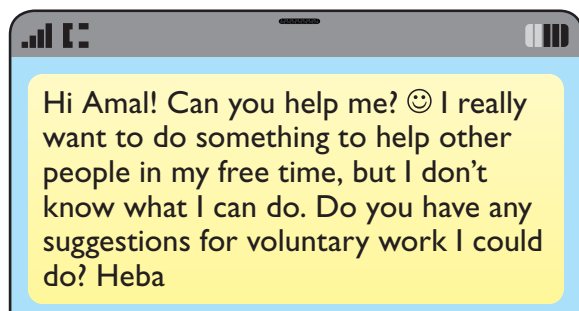 Hi Amal! Can you help me? ☺ I really
want to do something to help other
people in my free time, but I don't
know what I can do. Do you have any
suggestions for voluntary work I could
do? Heba